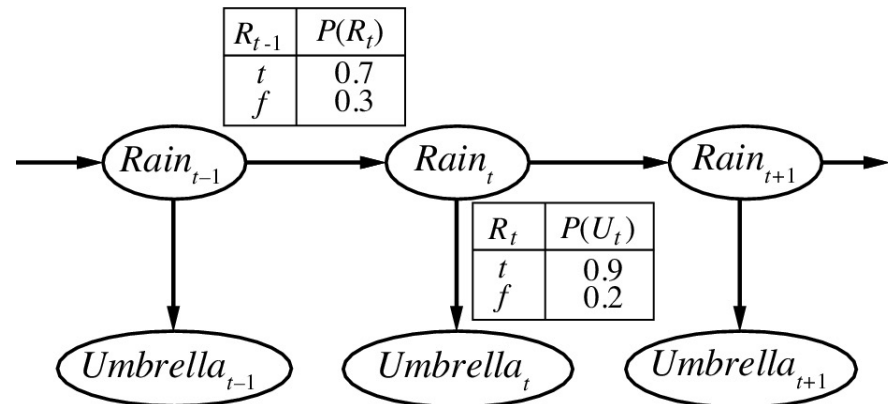 R_{t-1} P(R_t)
t 0.7
f 0.3
Rain_{t–1} Rain_t Rain_{t+1}
R_t P(U_t)
t 0.9
f 0.2
Umbrella_{t–1} Umbrella_t Umbrella_{t+1}